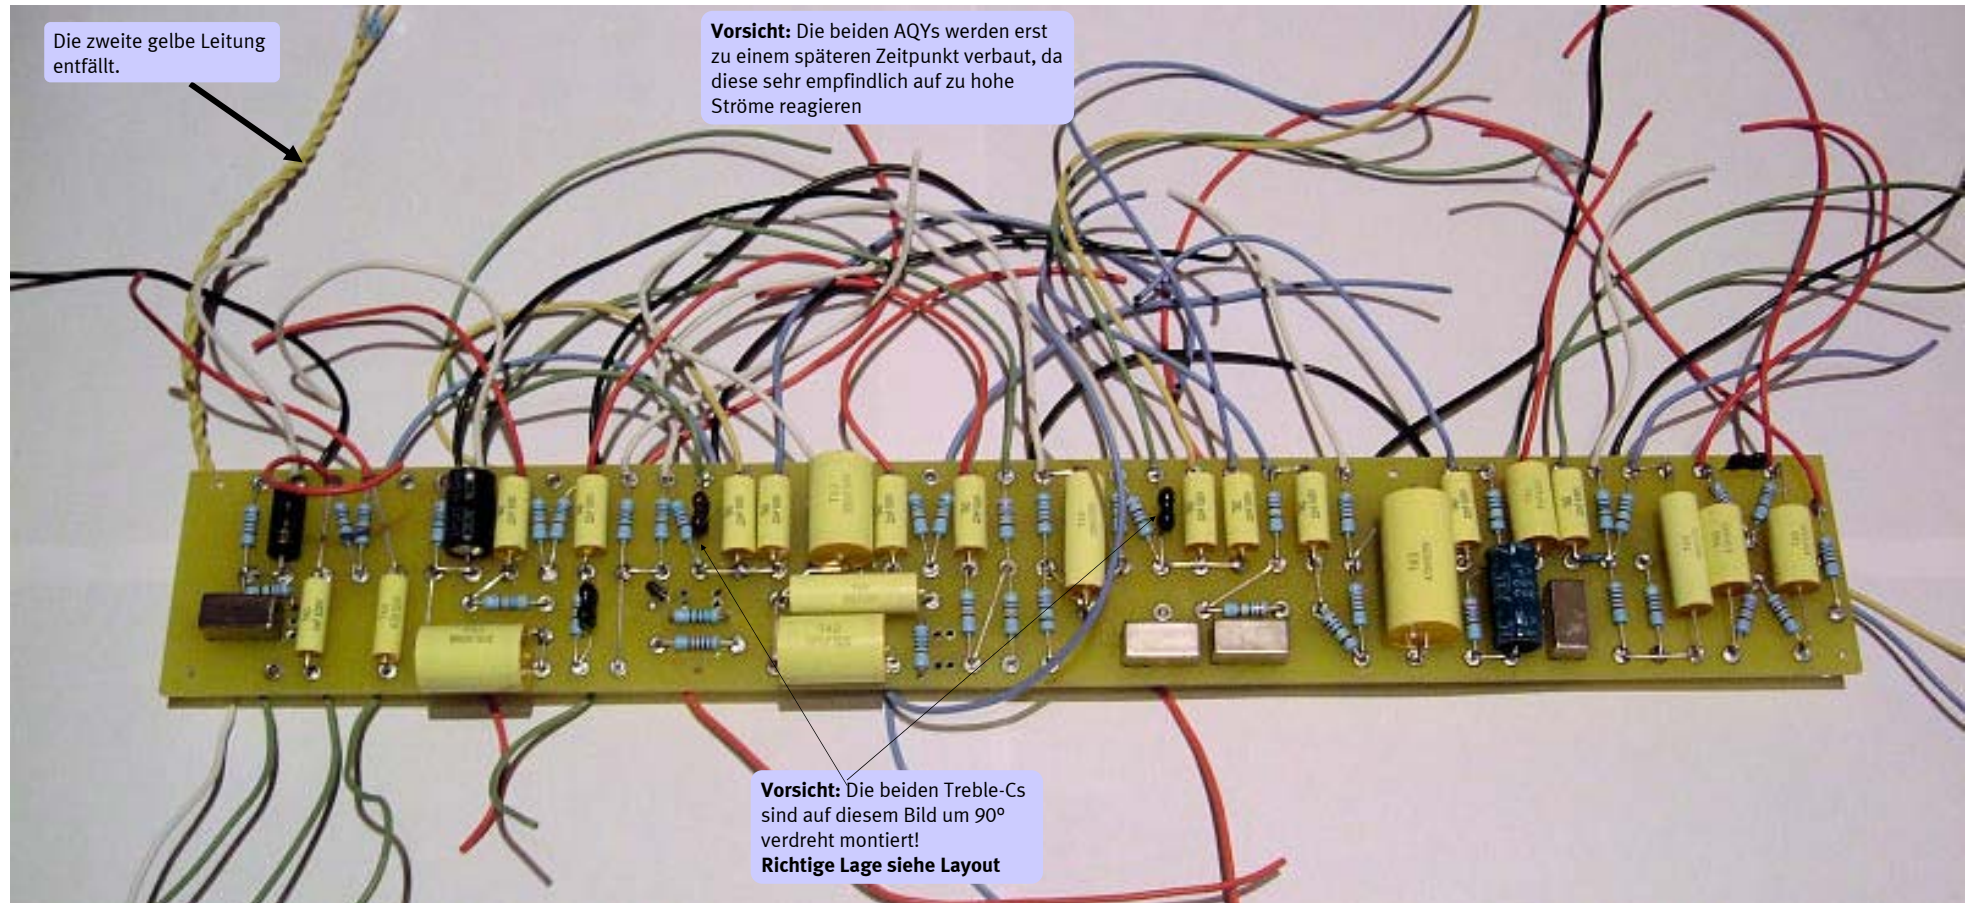 Die zweite gelbe Leitung
entfällt.
Vorsicht: Die beiden AQYs werden erst
zu einem späteren Zeitpunkt verbaut, da
diese sehr empfindlich auf zu hohe
Ströme reagieren
Vorsicht: Die beiden Treble-Cs
sind auf diesem Bild um 90°
verdreht montiert!
Richtige Lage siehe Layout